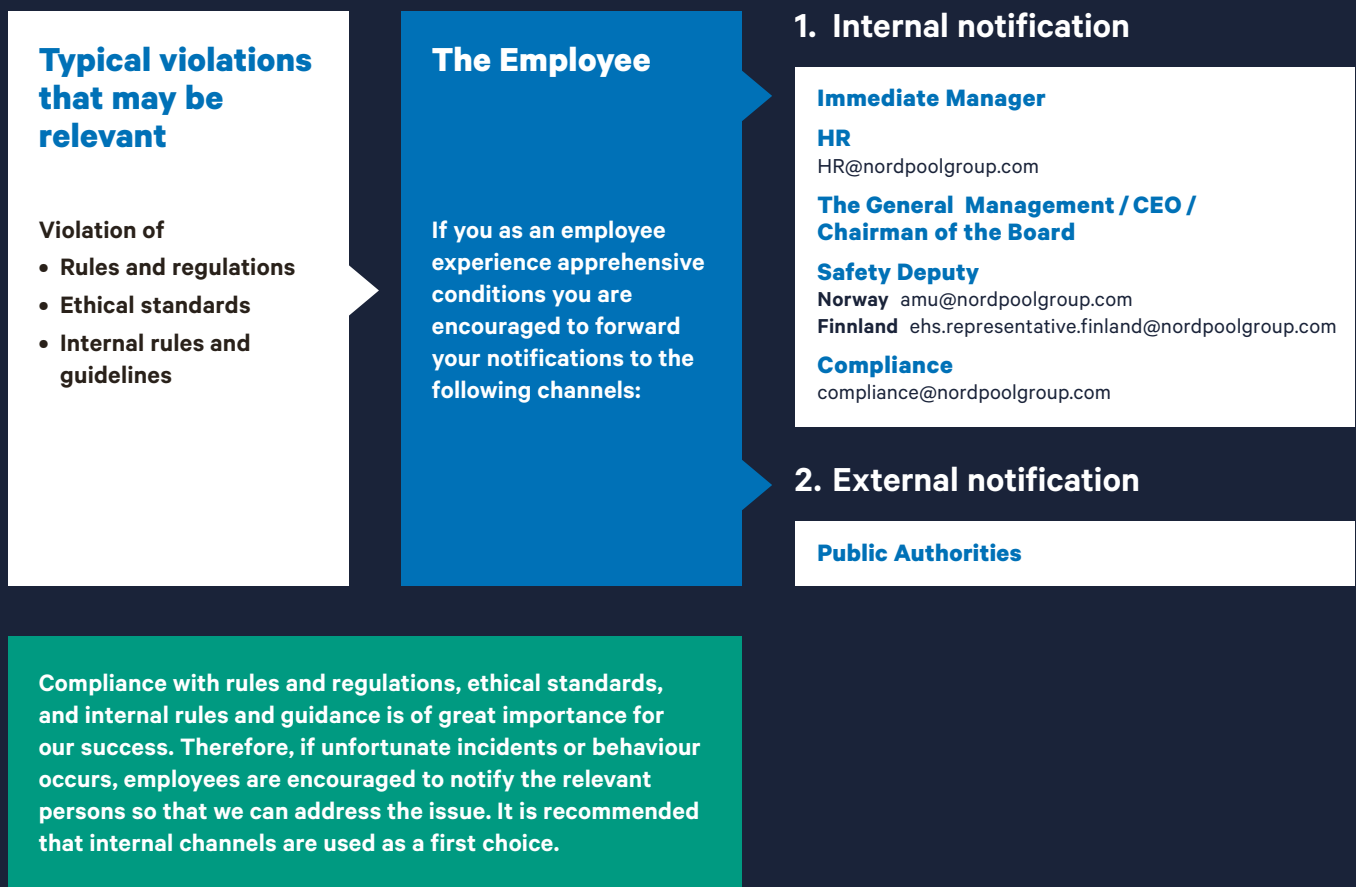 Typical violations
that may be
relevant
Violation of
• Rules and regulations
• Ethical standards
• Internal rules and
guidelines
The Employee
If you as an employee
experience apprehensive
conditions you are
encouraged to forward
your notifications to the
following channels:
1. Internal notification
Immediate Manager
HR
HR@nordpoolgroup.com
The General Management / CEO /
Chairman of the Board
Safety Deputy
Norway amu@nordpoolgroup.com
Finnland ehs.representative.finland@nordpoolgroup.com
Compliance
compliance@nordpoolgroup.com
2. External notification
Public Authorities
Compliance with rules and regulations, ethical standards,
and internal rules and guidance is of great importance for
our success. Therefore, if unfortunate incidents or behaviour
occurs, employees are encouraged to notify the relevant
persons so that we can address the issue. It is recommended
that internal channels are used as a first choice.